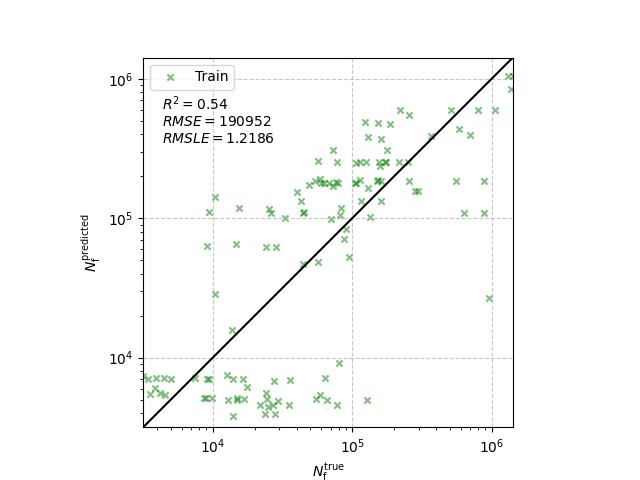 Train
R² = 0.54
RMSE = 190952
RMSLE = 1.2186
10⁶
10⁵
10⁴
N_f^predicted
10⁴ 10⁵ 10⁶
N_f^true